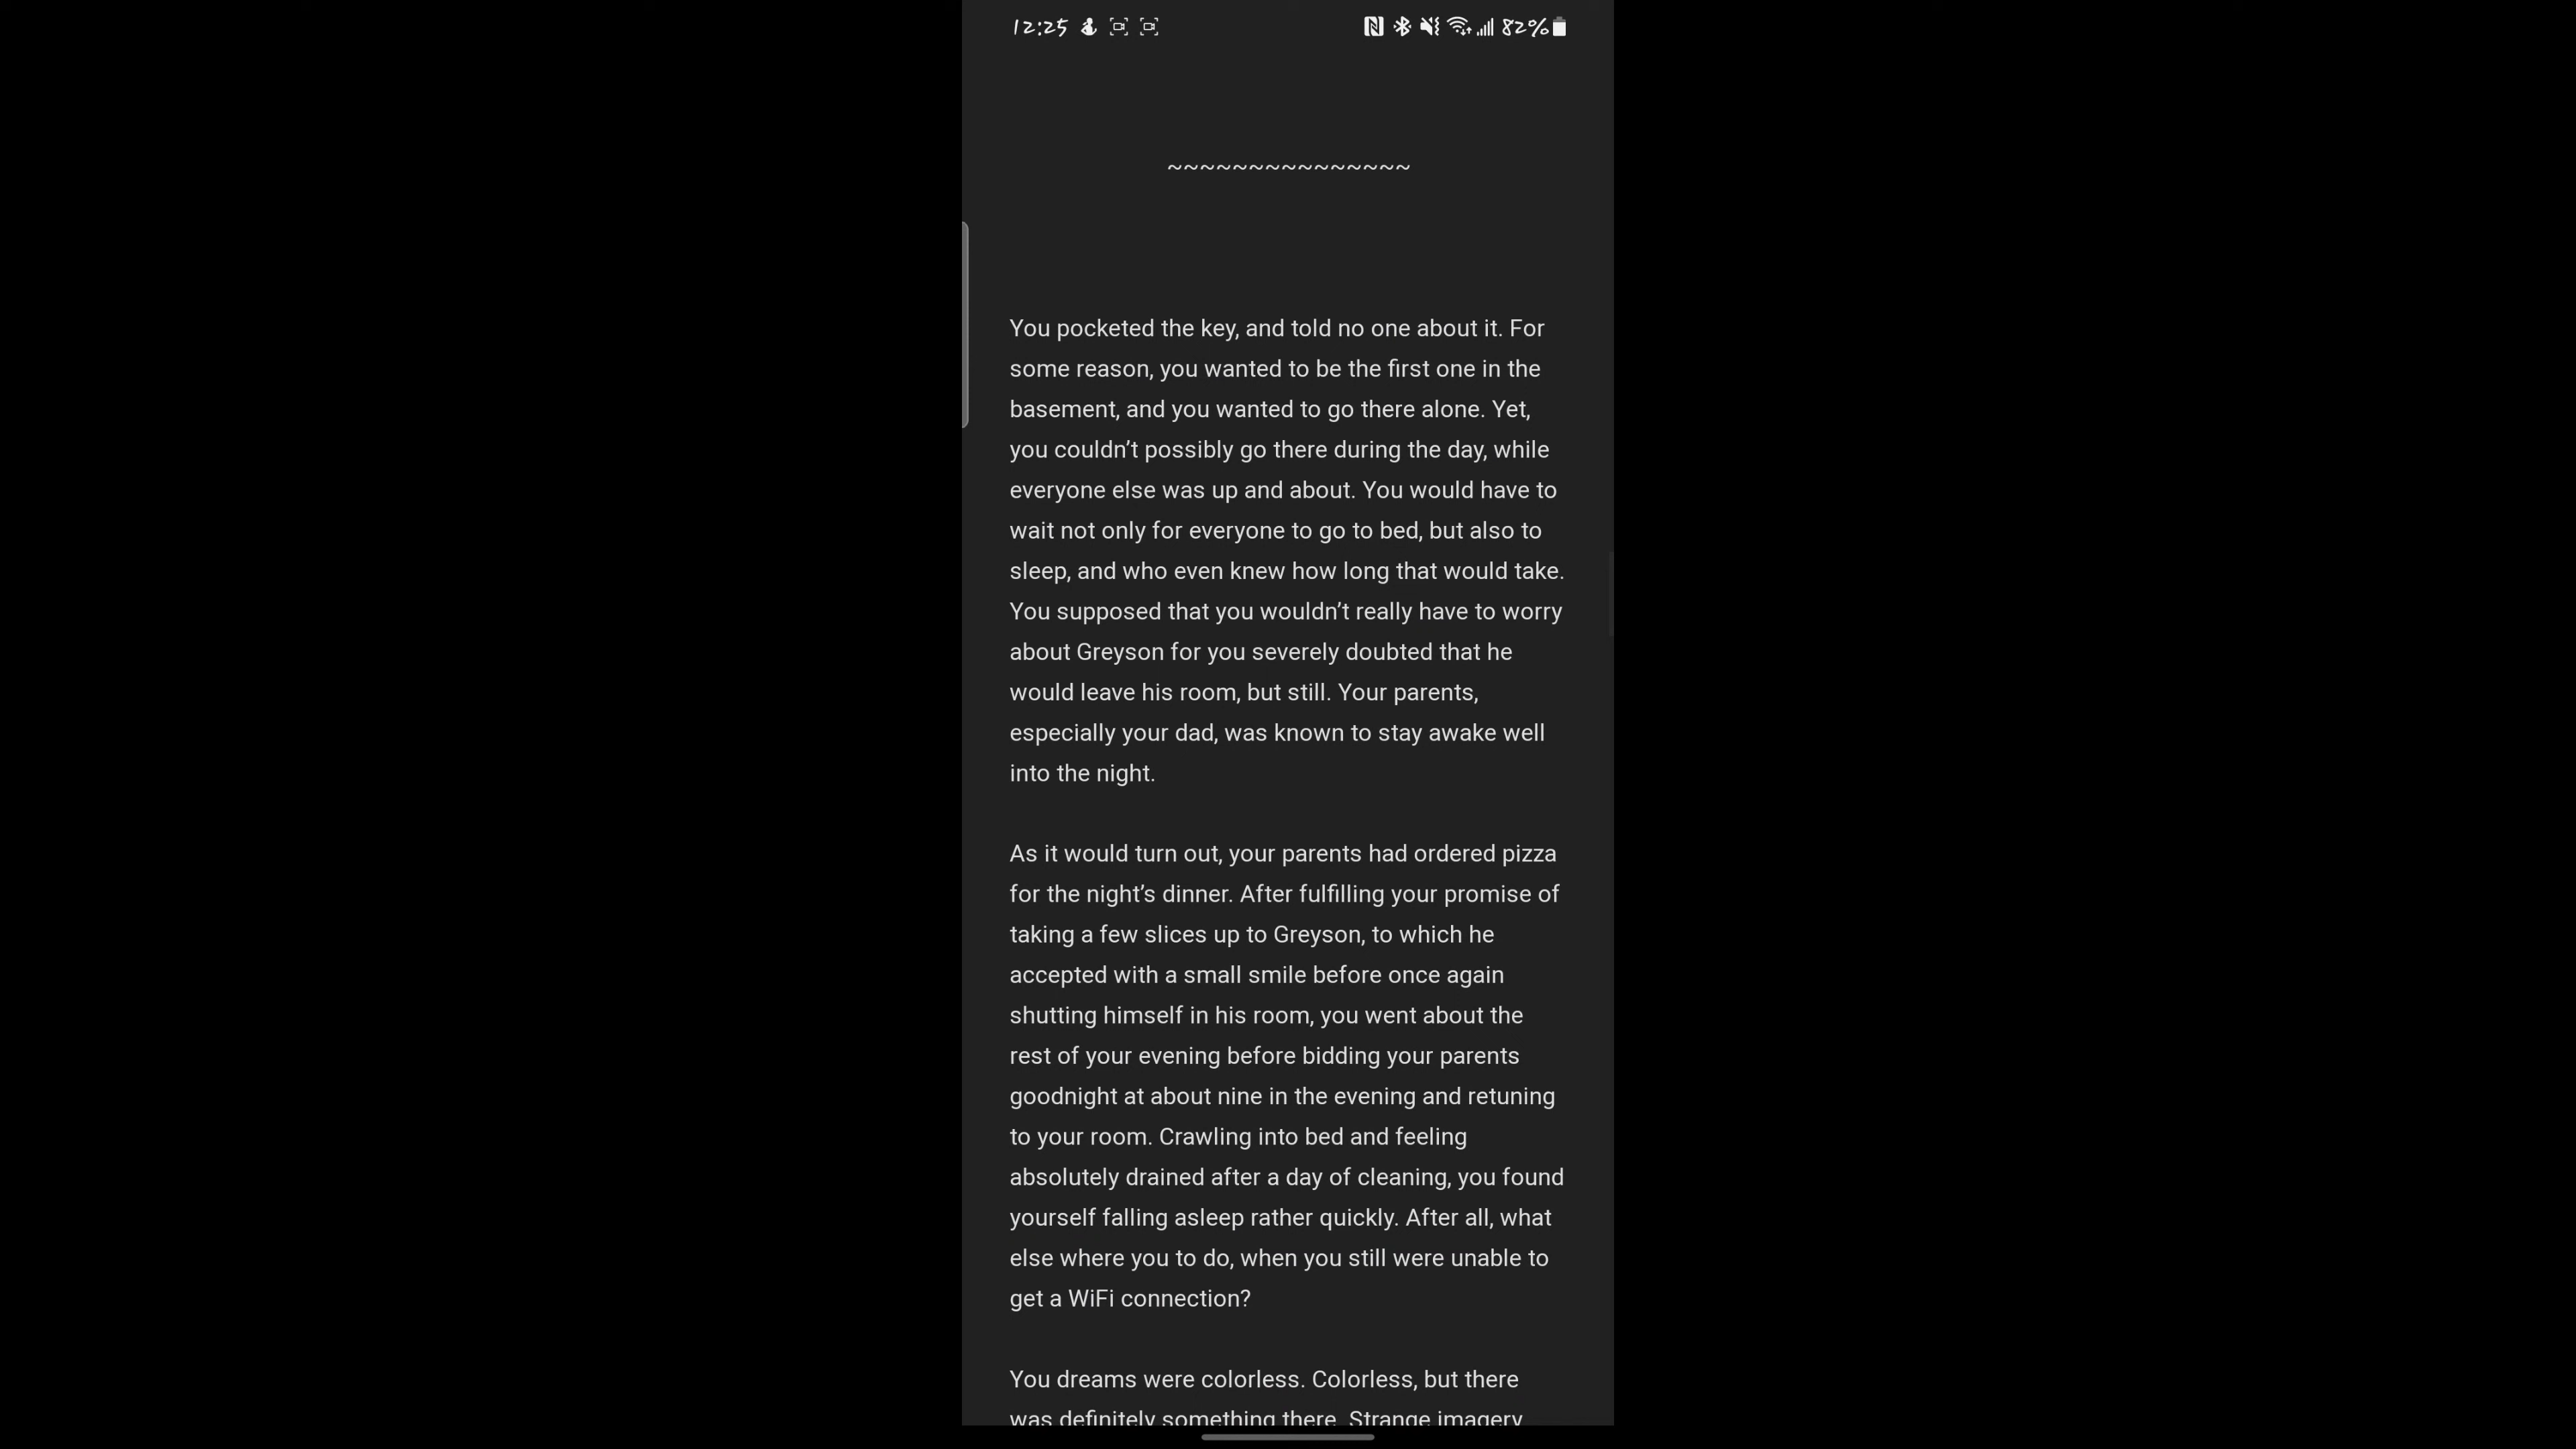 12:25
82%
~~~~~~~~~~~~~~~
You pocketed the key, and told no one about it. For
some reason, you wanted to be the first one in the
basement, and you wanted to go there alone. Yet,
you couldn’t possibly go there during the day, while
everyone else was up and about. You would have to
wait not only for everyone to go to bed, but also to
sleep, and who even knew how long that would take.
You supposed that you wouldn’t really have to worry
about Greyson for you severely doubted that he
would leave his room, but still. Your parents,
especially your dad, was known to stay awake well
into the night.
As it would turn out, your parents had ordered pizza
for the night’s dinner. After fulfilling your promise of
taking a few slices up to Greyson, to which he
accepted with a small smile before once again
shutting himself in his room, you went about the
rest of your evening before bidding your parents
goodnight at about nine in the evening and retuning
to your room. Crawling into bed and feeling
absolutely drained after a day of cleaning, you found
yourself falling asleep rather quickly. After all, what
else where you to do, when you still were unable to
get a WiFi connection?
You dreams were colorless. Colorless, but there
was definitely something there. Strange imagery